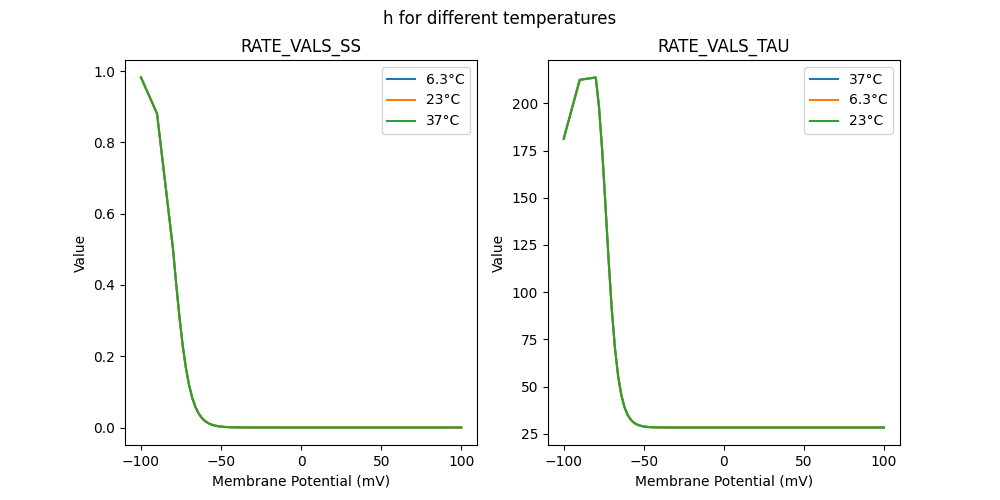 h for different temperatures
RATE_VALS_SS
1.0
0.8
0.6
0.4
0.2
0.0
Value
−100
−50
0
50
100
Membrane Potential (mV)
6.3°C
23°C
37°C
RATE_VALS_TAU
200
175
150
125
100
75
50
25
Value
−100
−50
0
50
100
Membrane Potential (mV)
37°C
6.3°C
23°C